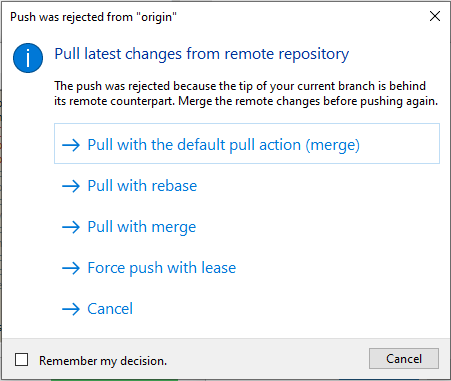 Push was rejected from "origin"
Pull latest changes from remote repository
The push was rejected because the tip of your current branch is behind
its remote counterpart. Merge the remote changes before pushing again.
Pull with the default pull action (merge)
Pull with rebase
Pull with merge
Force push with lease
Cancel
Remember my decision.
Cancel